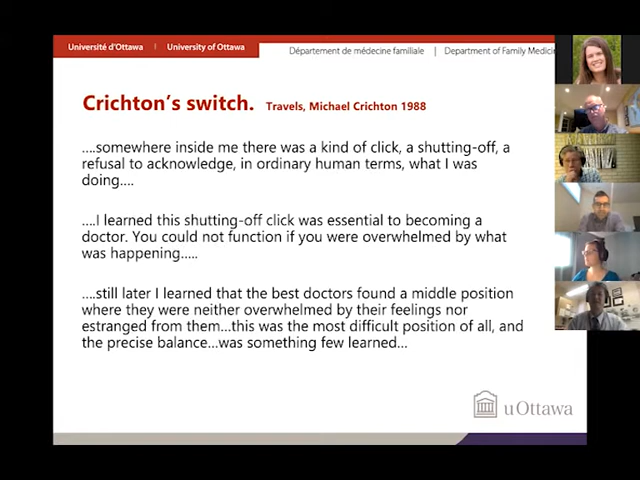 Université d'Ottawa | University of Ottawa
Département de médecine familiale | Department of Family Medicin
Crichton's switch. Travels, Michael Crichton 1988
....somewhere inside me there was a kind of click, a shutting-off, a
refusal to acknowledge, in ordinary human terms, what I was
doing....
....I learned this shutting-off click was essential to becoming a
doctor. You could not function if you were overwhelmed by what
was happening.....
....still later I learned that the best doctors found a middle position
where they were neither overwhelmed by their feelings nor
estranged from them...this was the most difficult position of all, and
the precise balance...was something few learned...
uOttawa